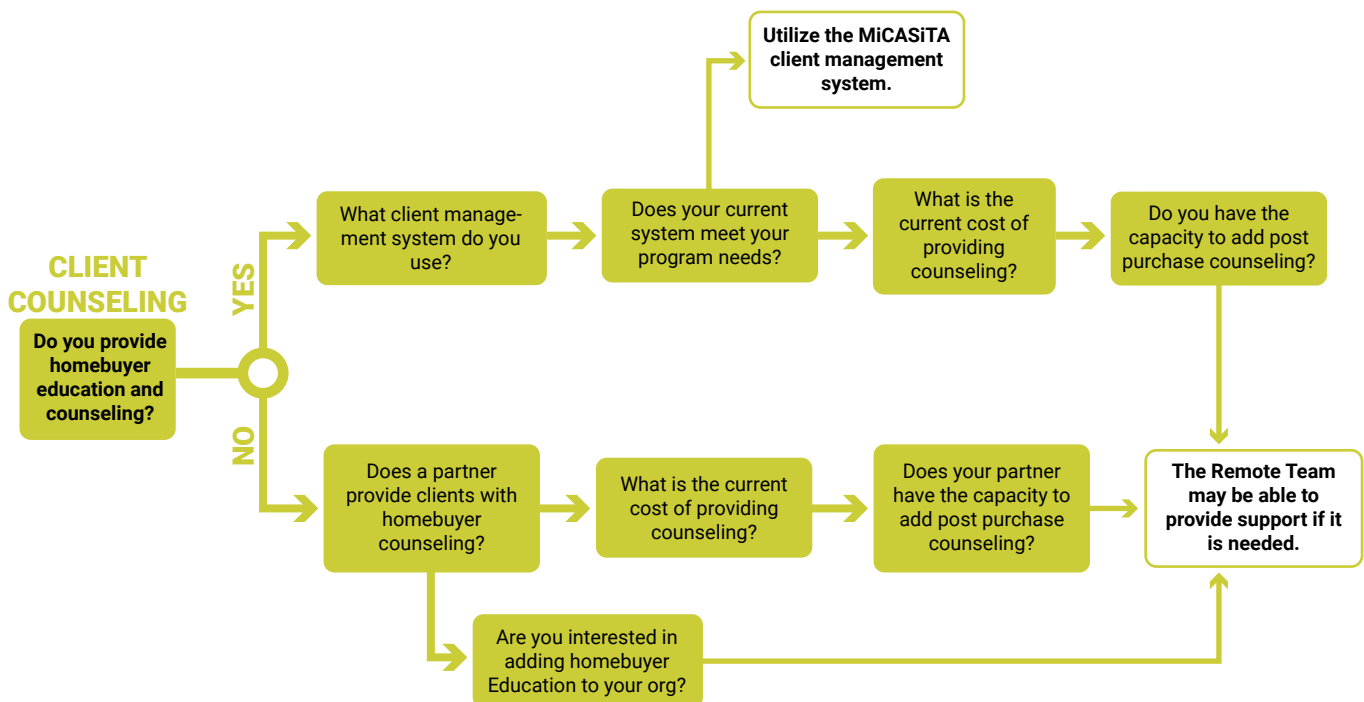 Utilize the MiCASiTA
client management
system.
What client manage-
ment system do you
use?
Does your current
system meet your
program needs?
What is the
current cost of
providing
counseling?
Do you have the
capacity to add post
purchase counseling?
CLIENT
COUNSELING
YES
Do you provide
homebuyer
education and
counseling?
NO
Does a partner
provide clients with
homebuyer
counseling?
What is the current
cost of providing
counseling?
Does your partner
have the capacity to
add post purchase
counseling?
The Remote Team
may be able to
provide support if it
is needed.
Are you interested in
adding homebuyer
Education to your org?